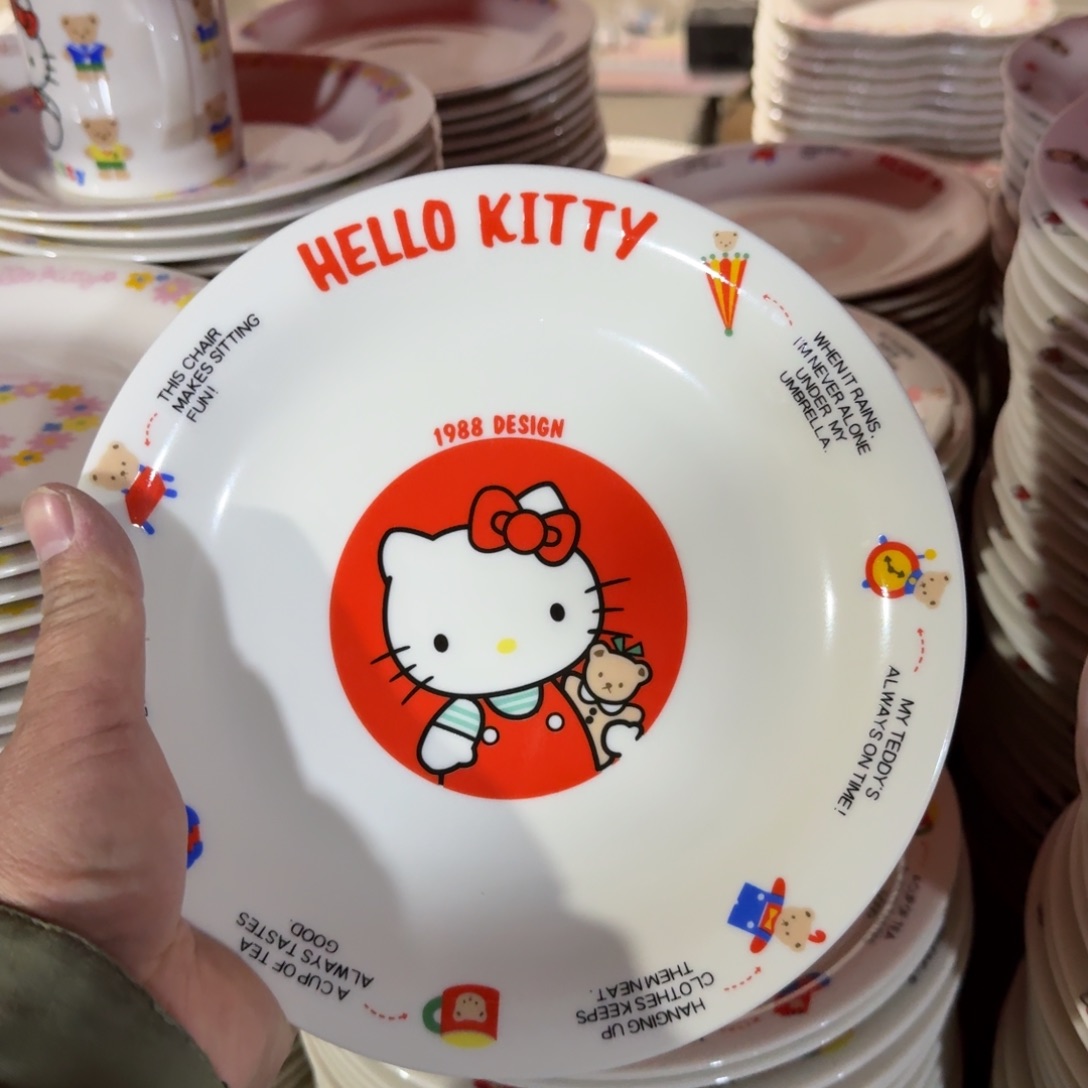 HELLO KITTY
1988 DESIGN
THIS CHAIR
MAKES SITTING
FUN!
WHEN IT RAINS.
I'M NEVER ALONE
UNDER MY
UMBRELLA.
MY TEDDY'S
ALWAYS ON TIME!
HANGING UP
CLOTHES KEEPS
THEM NEAT.
A CUP OF TEA
ALWAYS TASTES
GOOD.